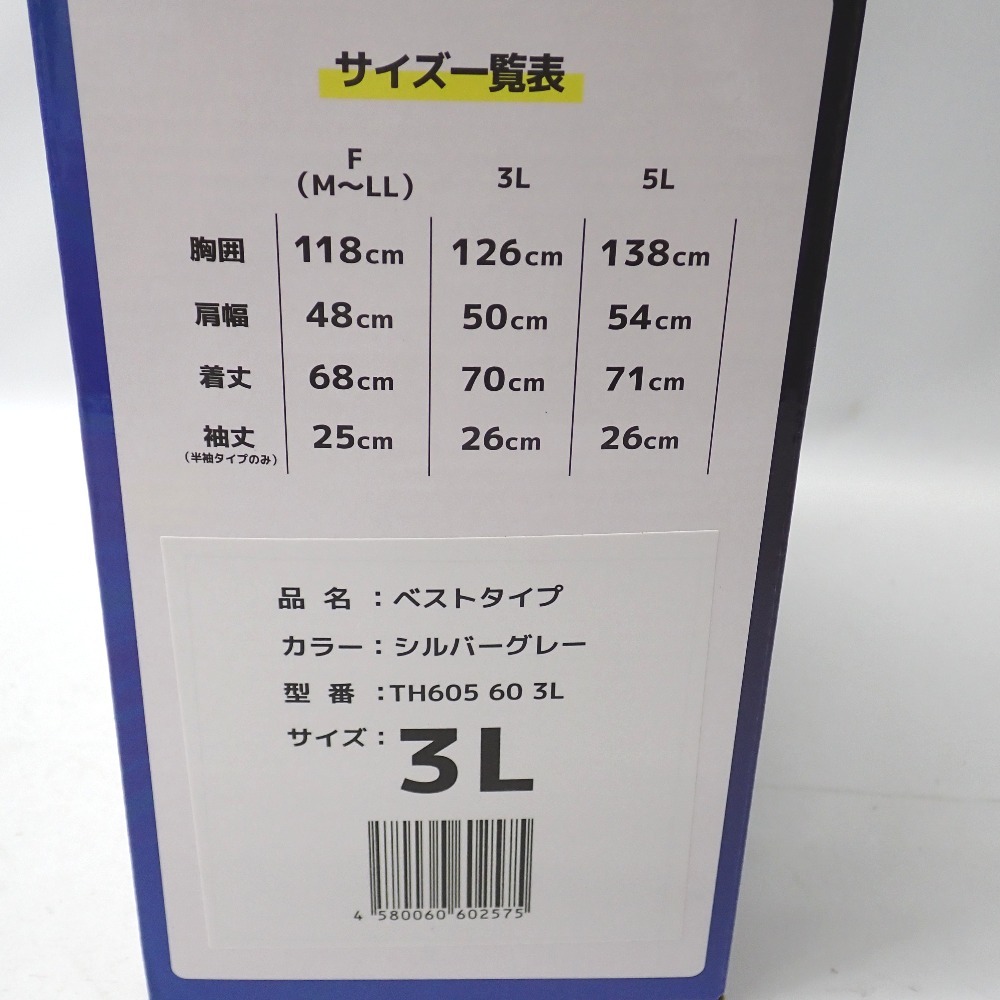 サイズ一覧表
F
(M〜LL) 3L 5L
胸囲 118cm 126cm 138cm
肩幅 48cm 50cm 54cm
着丈 68cm 70cm 71cm
袖丈 25cm 26cm 26cm
(半袖タイプのみ)
品名：ベストタイプ
カラー：シルバーグレー
型番：TH605 60 3L
サイズ：3L
4 580060 602575